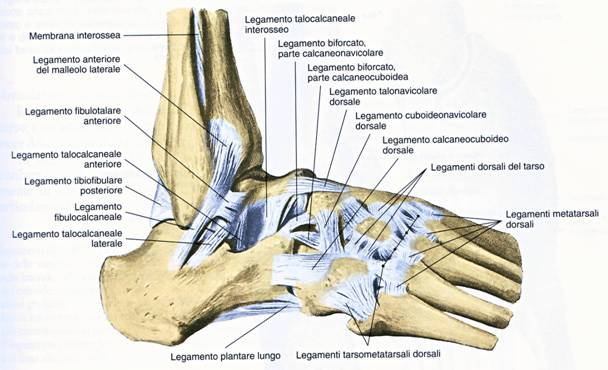 Legamento talocalcaneale
interosseo
Membrana interossea
Legamento biforcato,
parte calcaneonavicolare
Legamento anteriore
del malleolo laterale
Legamento biforcato,
parte calcaneocuboidea
Legamento talonavicolare
dorsale
Legamento fibulotalare
anteriore
Legamento cuboideonavicolare
dorsale
Legamento calcaneocuboideo
dorsale
Legamento talocalcaneale
anteriore
Legamenti dorsali del tarso
Legamento tibiofibulare
posteriore
Legamento
fibulocalcaneale
Legamenti metatarsali
dorsali
Legamento talocalcaneale
laterale
Legamento plantare lungo
Legamenti tarsometatarsali dorsali